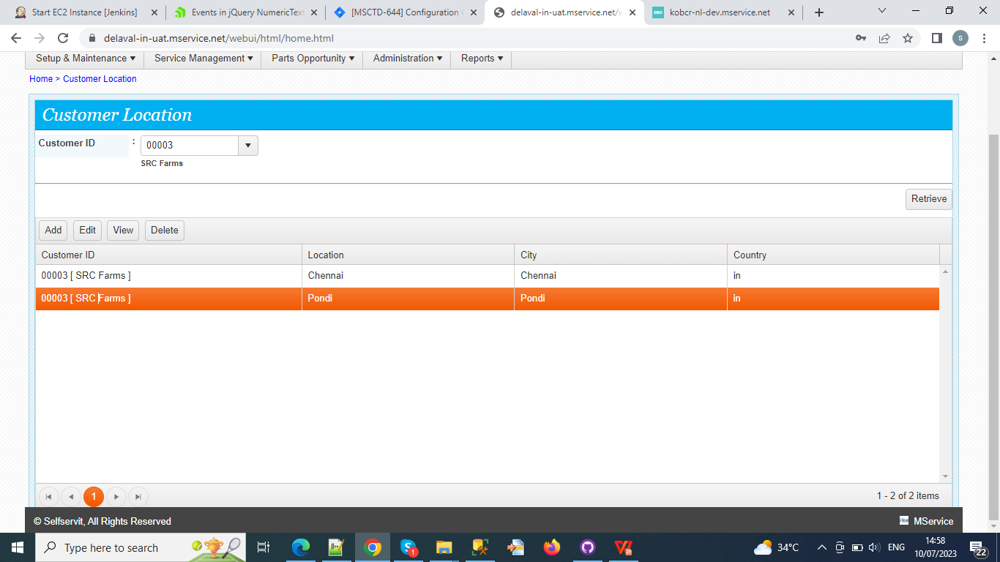 Start EC2 Instance [Jenkins]
Events in jQuery NumericText
[MSCTD-644] Configuration
delaval-in-uat.mservice.net/w
kobcr-nl-dev.mservice.net
delaval-in-uat.mservice.net/webui/html/home.html
S
Setup & Maintenance
Service Management
Parts Opportunity
Administration
Reports
Home > Customer Location
Customer Location
Customer ID : 00003
SRC Farms
Retrieve
Add Edit View Delete
Customer ID Location City Country
00003 [ SRC Farms ] Chennai Chennai in
00003 [ SRC Farms ] Pondi Pondi in
1
1 - 2 of 2 items
© Selfservit, All Rights Reserved
MService
Type here to search
1
34°C
ENG
14:58
10/07/2023
22